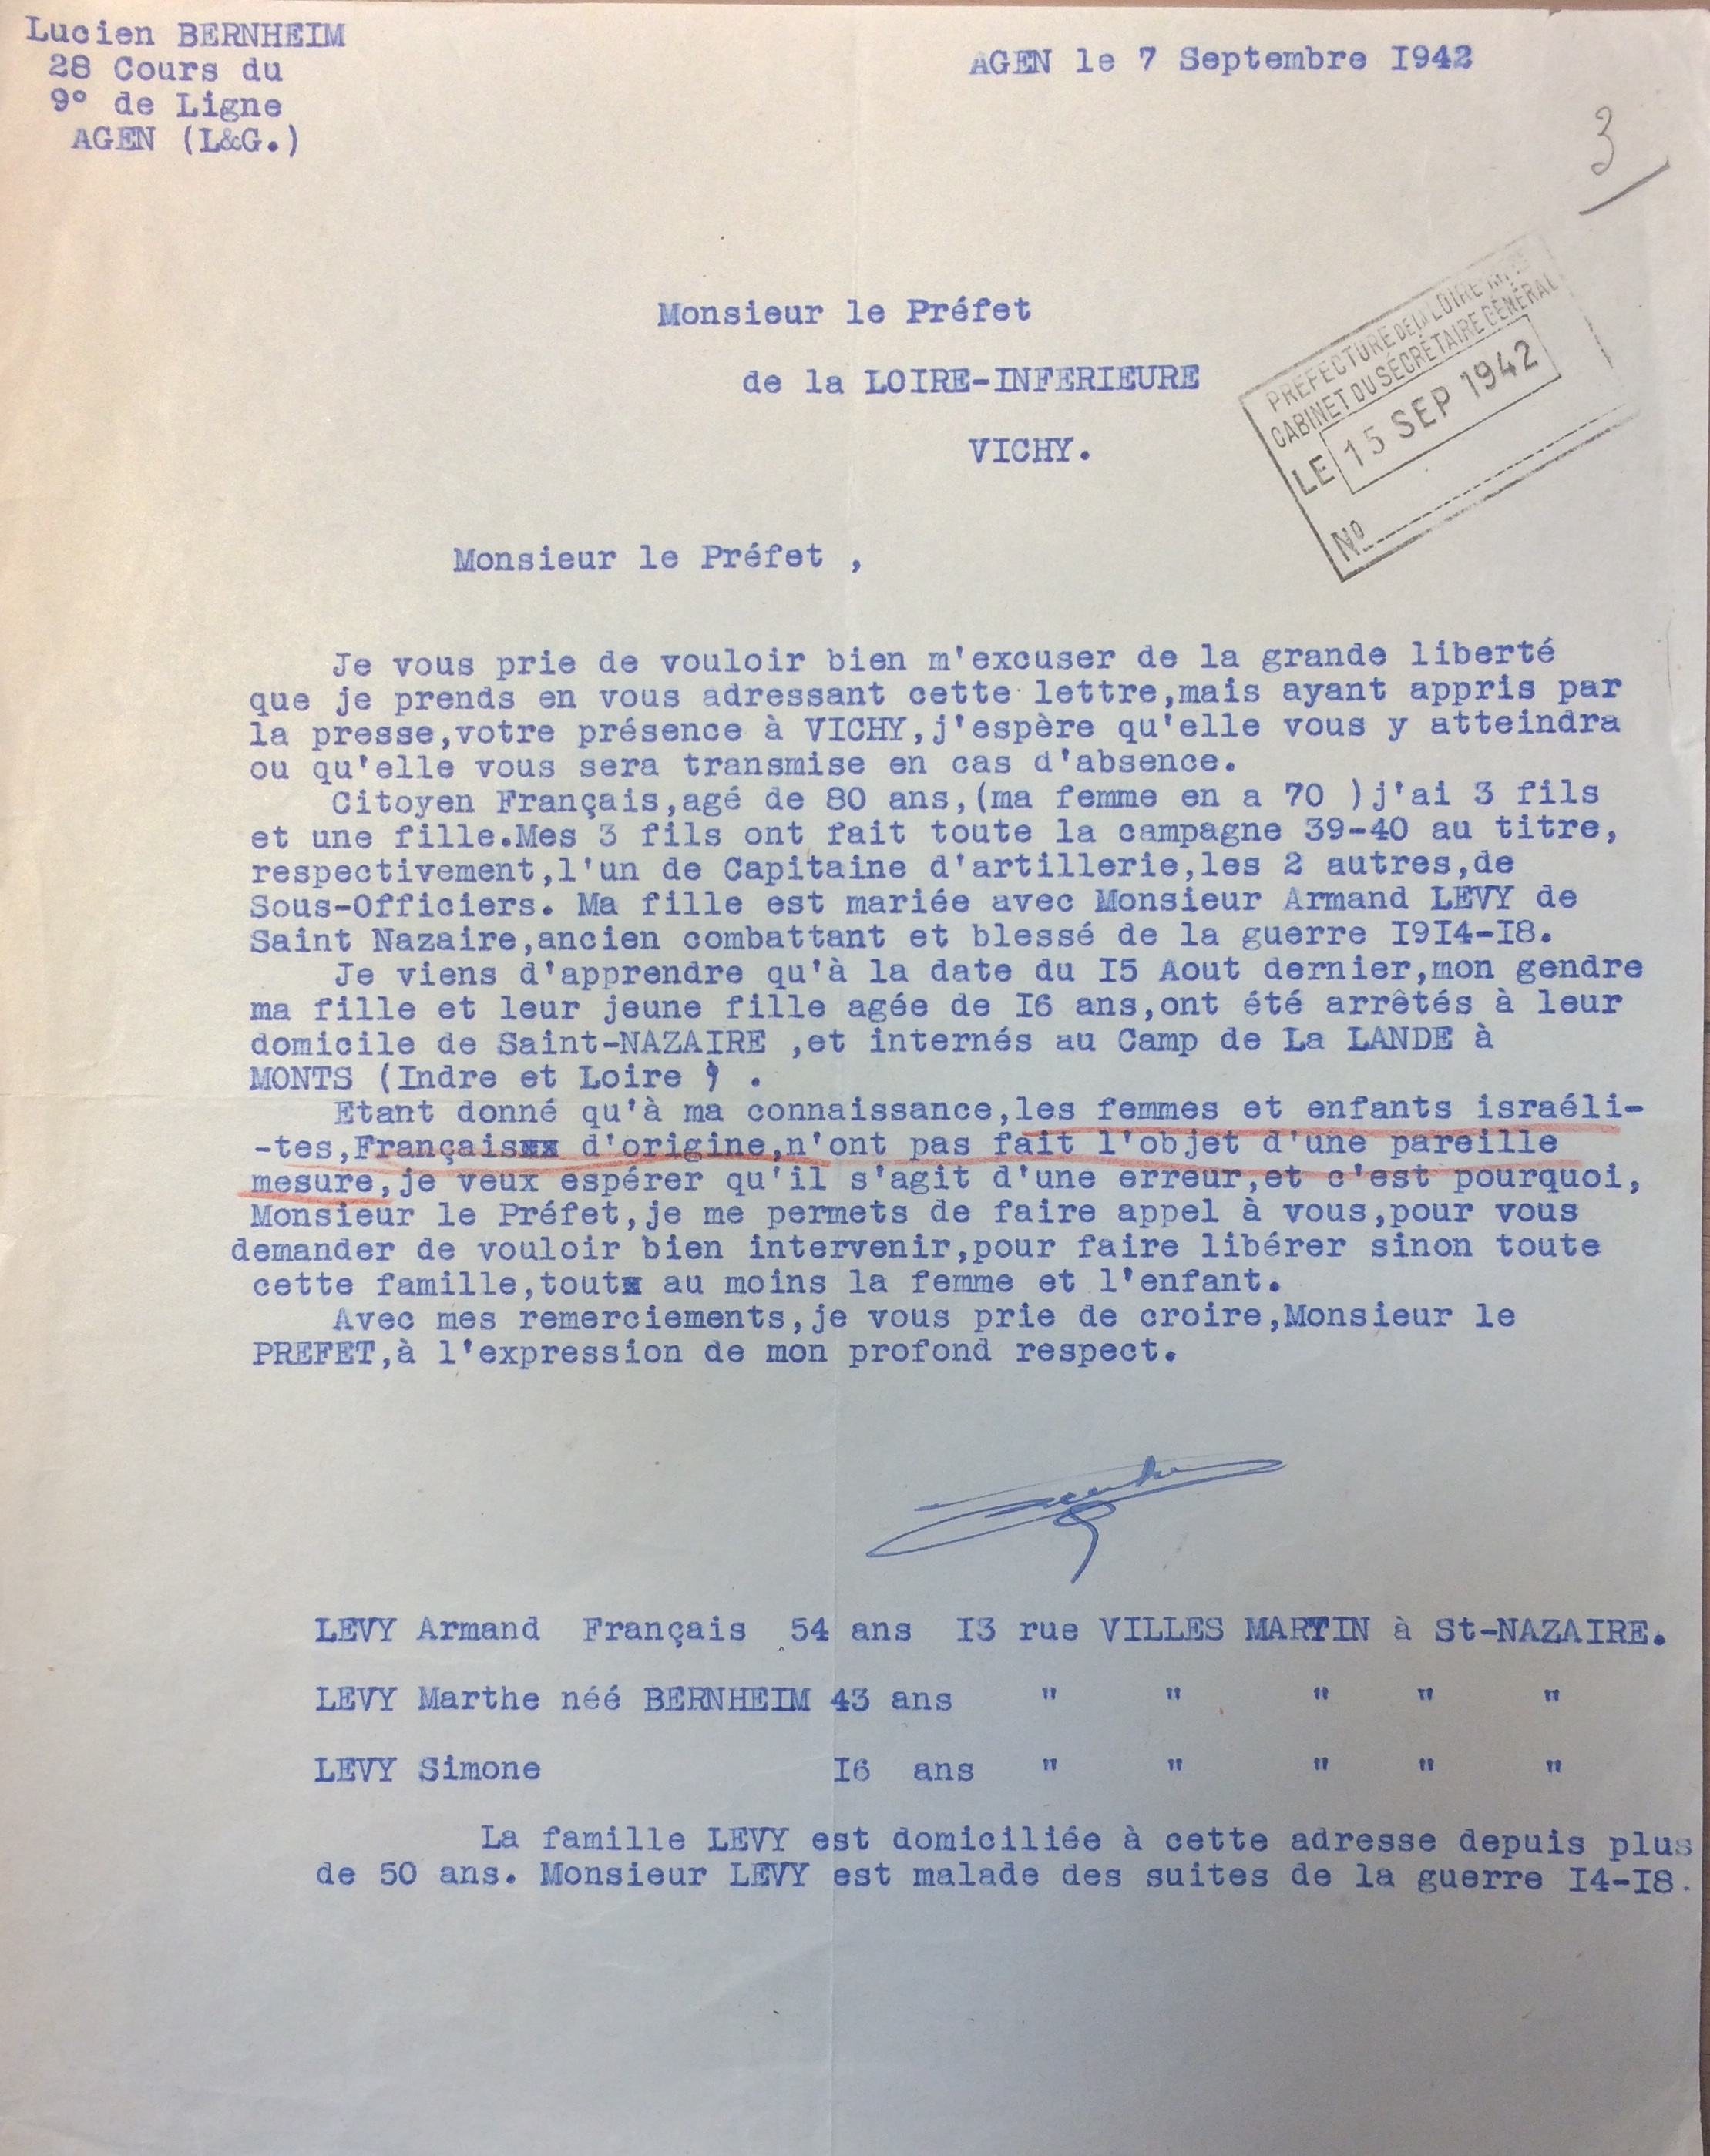 Lucien BERNHEIM
28 Cours du
9° de Ligne
AGEN (L&G.)
AGEN le 7 Septembre I942
3
Monsieur le Préfet
de la LOIRE-INFERIEURE
VICHY.
PREFECTURE DE LA LOIRE
CABINET DU SÉCRÉTAIRE GÉNÉRAL
LE 15 SEP 1942
Nº
Monsieur le Préfet ,
Je vous prie de vouloir bien m'excuser de la grande liberté
que je prends en vous adressant cette lettre,mais ayant appris par
la presse,votre présence à VICHY,j'espère qu'elle vous y atteindra
ou qu'elle vous sera transmise en cas d'absence.
Citoyen Français,agé de 80 ans,(ma femme en a 70 )j'ai 3 fils
et une fille.Mes 3 fils ont fait toute la campagne 39-40 au titre,
respectivement,l'un de Capitaine d'artillerie,les 2 autres,de
Sous-Officiers. Ma fille est mariée avec Monsieur Armand LEVY de
Saint Nazaire,ancien combattant et blessé de la guerre I9I4-I8.
Je viens d'apprendre qu'à la date du I5 Aout dernier,mon gendre
ma fille et leur jeune fille agée de I6 ans,ont été arrêtés à leur
domicile de Saint-NAZAIRE ,et internés au Camp de La LANDE à
MONTS (Indre et Loire ) .
Etant donné qu'à ma connaissance,les femmes et enfants israéli-
-tes,Françaisxx d'origine,n'ont pas fait l'objet d'une pareille
mesure,je veux espérer qu'il s'agit d'une erreur,et c'est pourquoi,
Monsieur le Préfet,je me permets de faire appel à vous,pour vous
demander de vouloir bien intervenir,pour faire libérer sinon toute
cette famille,toutx au moins la femme et l'enfant.
Avec mes remerciements,je vous prie de croire,Monsieur le
PREFET,à l'expression de mon profond respect.
LEVY Armand Français 54 ans I3 rue VILLES MARTIN à St-NAZAIRE.
LEVY Marthe néé BERNHEIM 43 ans " " " " "
LEVY Simone I6 ans " " " " "
La famille LEVY est domiciliée à cette adresse depuis plus
de 50 ans. Monsieur LEVY est malade des suites de la guerre I4-I8.